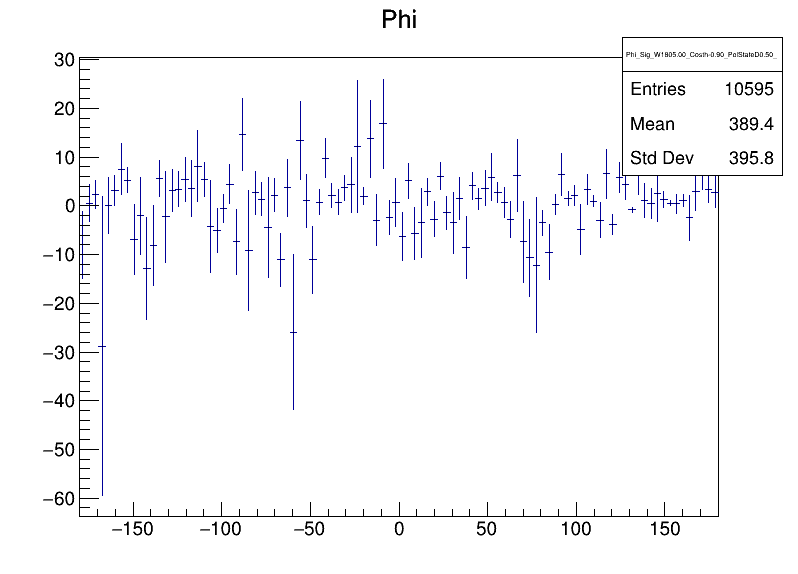 Phi
Phi_Sig_W1605.00_Costh-0.90_PolStateD0.50_
Entries 10595
Mean 389.4
Std Dev 395.8
30
20
10
0
−10
−20
−30
−40
−50
−60
−150 −100 −50 0 50 100 150